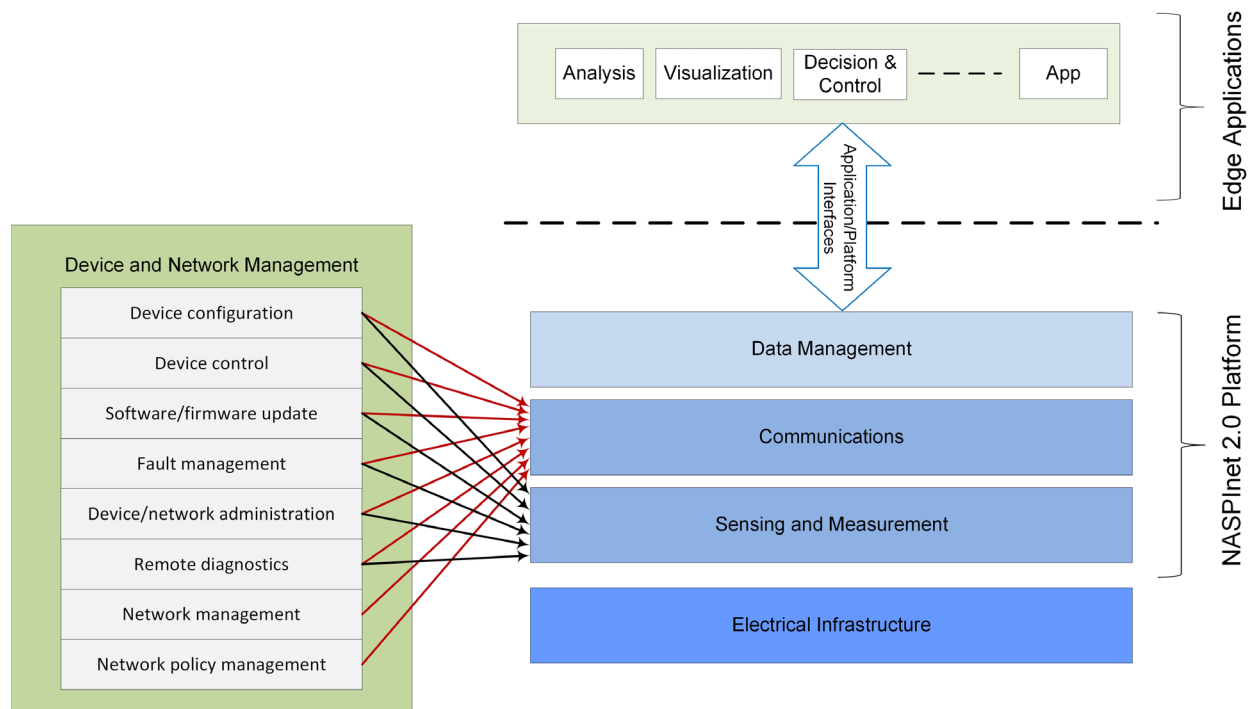 Analysis
Visualization
Decision &
Control
App
Edge Applications
Application/Platform
Interfaces
Device and Network Management
Device configuration
Device control
Software/firmware update
Fault management
Device/network administration
Remote diagnostics
Network management
Network policy management
Data Management
Communications
Sensing and Measurement
Electrical Infrastructure
NASPInet 2.0 Platform